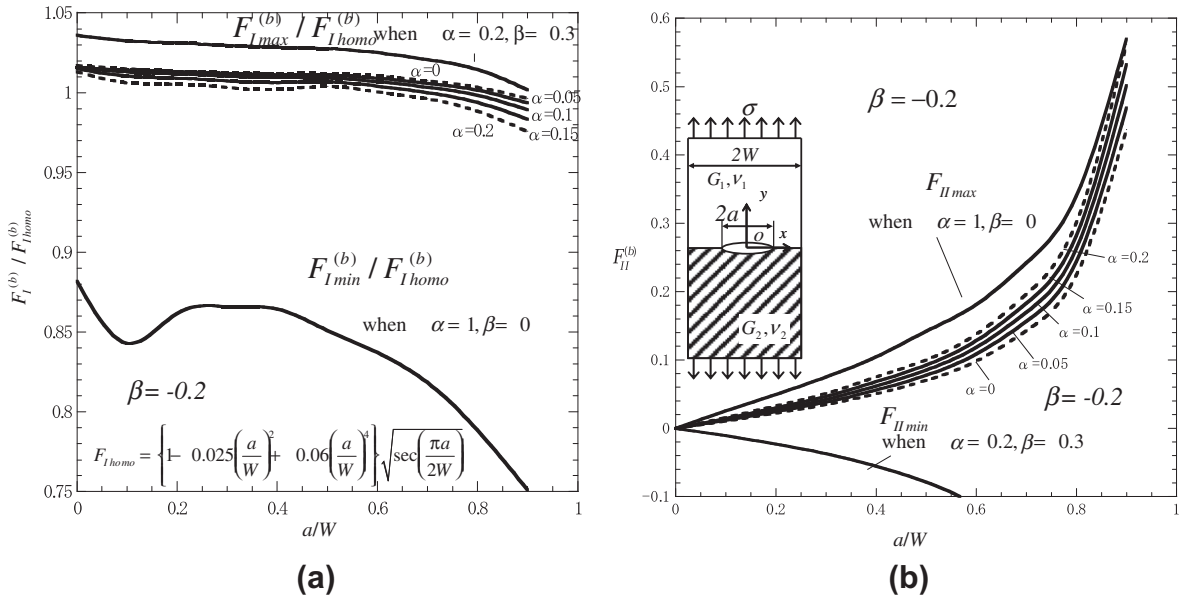 1.05
F_{I max}^{(b)} / F_{I homo}^{(b)} when α= 0.2, β= 0.3
α=0
1
α=0.05
α=0.1
α=0.2 α=0.15
0.95
0.9
F_I^{(b)} / F_{I homo}^{(b)}
F_{I min}^{(b)} / F_{I homo}^{(b)}
0.85
when α= 1, β= 0
β= -0.2
0.8
F_{I homo} = {1− 0.025(a/W)^2 + 0.06(a/W)^4} √sec(πa/2W)
0.75
0 0.2 0.4 0.6 0.8 1
a/W
(a)
0.6
0.5
β = −0.2
σ
0.4
2W
G_1, ν_1
F_{II max}
y
2a
0.3
when α= 1, β= 0
o x
F_{II}^{(b)}
α=0.2
0.2
α=0.15
G_2, ν_2
α=0.1
0.1
α=0.05
α=0
β= -0.2
F_{II min}
0
when α= 0.2, β= 0.3
-0.1
0 0.2 0.4 0.6 0.8 1
a/W
(b)